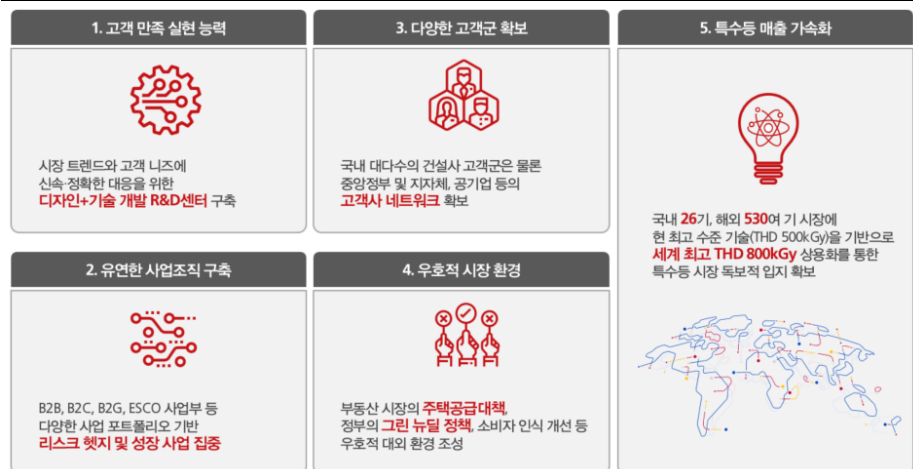 1. 고객 만족 실현 능력
시장 트렌드와 고객 니즈에
신속·정확한 대응을 위한
디자인+기술 개발 R&D센터 구축
2. 유연한 사업조직 구축
B2B, B2C, B2G, ESCO 사업부 등
다양한 사업 포트폴리오 기반
리스크 헷지 및 성장 사업 집중
3. 다양한 고객군 확보
국내 대다수의 건설사 고객군은 물론
중앙정부 및 지자체, 공기업 등의
고객사 네트워크 확보
4. 우호적 시장 환경
부동산 시장의 주택공급대책,
정부의 그린 뉴딜 정책, 소비자 인식 개선 등
우호적 대외 환경 조성
5. 특수등 매출 가속화
국내 26기, 해외 530여 기 시장에
현 최고 수준 기술(THD 500kGy)을 기반으로
세계 최고 THD 800kGy 상용화를 통한
특수등 시장 독보적 입지 확보